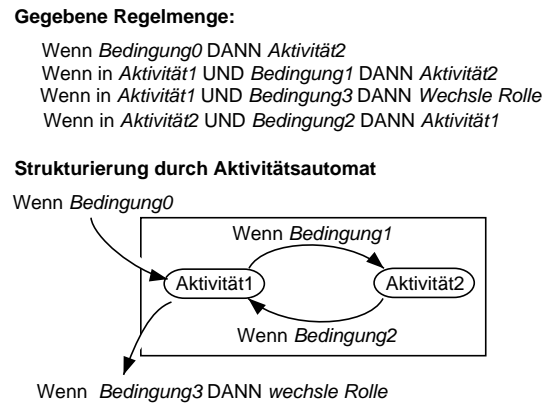 Gegebene Regelmenge:
Wenn Bedingung0 DANN Aktivität2
Wenn in Aktivität1 UND Bedingung1 DANN Aktivität2
Wenn in Aktivität1 UND Bedingung3 DANN Wechsle Rolle
Wenn in Aktivität2 UND Bedingung2 DANN Aktivität1
Strukturierung durch Aktivitätsautomat
Wenn Bedingung0
Wenn Bedingung1
Aktivität1
Aktivität2
Wenn Bedingung2
Wenn Bedingung3 DANN wechsle Rolle